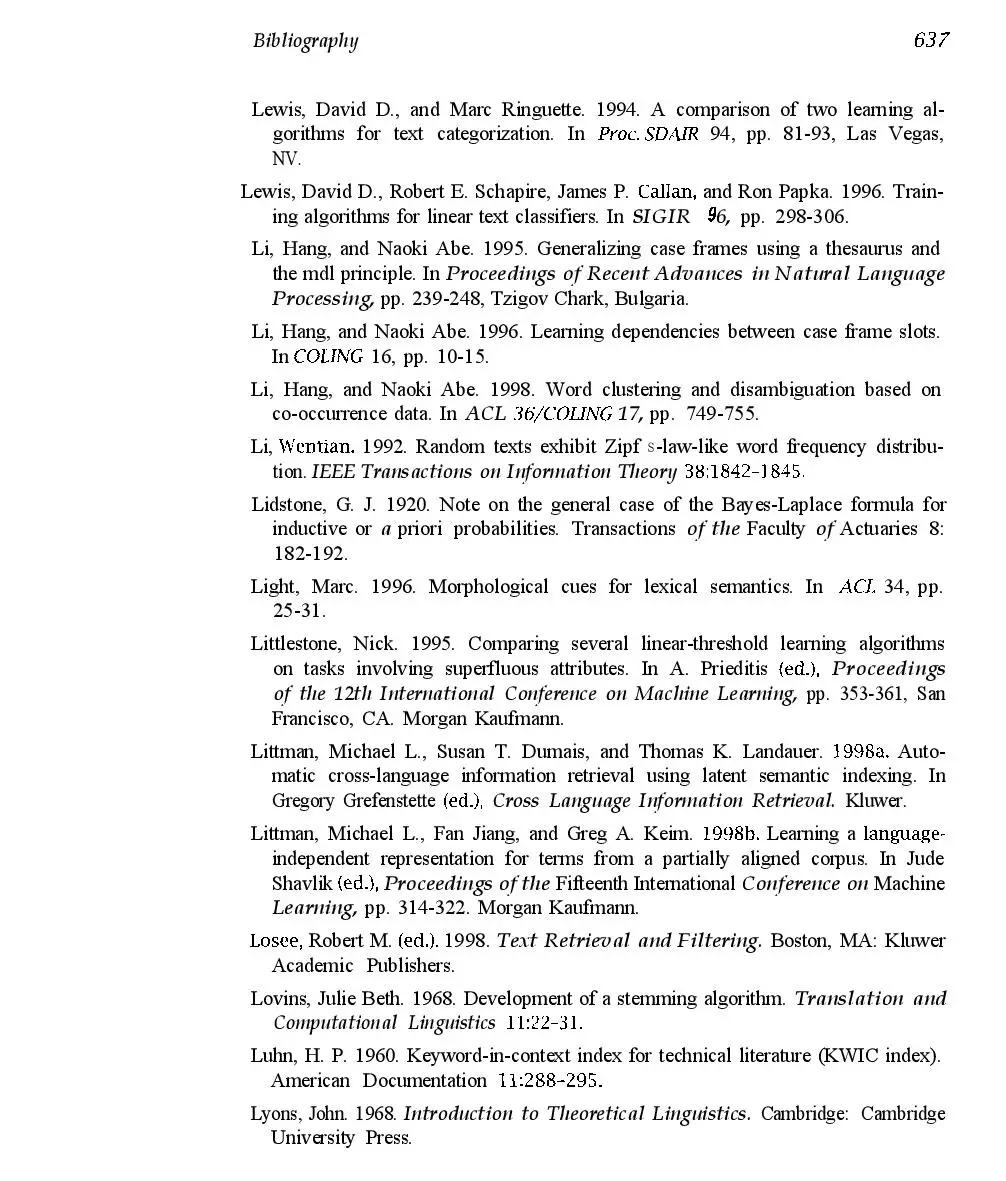 Bibliography 637
Lewis, David D., and Marc Ringuette. 1994. A comparison of two learning al-
gorithms for text categorization. In Proc. SDAIR 94, pp. 81-93, Las Vegas,
NV.
Lewis, David D., Robert E. Schapire, James P. Callan, and Ron Papka. 1996. Train-
ing algorithms for linear text classifiers. In SIGIR 96, pp. 298-306.
Li, Hang, and Naoki Abe. 1995. Generalizing case frames using a thesaurus and
the mdl principle. In Proceedings of Recent Advances in Natural Language
Processing, pp. 239-248, Tzigov Chark, Bulgaria.
Li, Hang, and Naoki Abe. 1996. Learning dependencies between case frame slots.
In COLING 16, pp. 10-15.
Li, Hang, and Naoki Abe. 1998. Word clustering and disambiguation based on
co-occurrence data. In ACL 36/COLING 17, pp. 749-755.
Li, Wentian. 1992. Random texts exhibit Zipf s-law-like word frequency distribu-
tion. IEEE Transactions on Information Theory 38:1842-1845.
Lidstone, G. J. 1920. Note on the general case of the Bayes-Laplace formula for
inductive or a priori probabilities. Transactions of the Faculty of Actuaries 8:
182-192.
Light, Marc. 1996. Morphological cues for lexical semantics. In ACL 34, pp.
25-31.
Littlestone, Nick. 1995. Comparing several linear-threshold learning algorithms
on tasks involving superfluous attributes. In A. Prieditis (ed.), Proceedings
of the 12th International Conference on Machine Learning, pp. 353-361, San
Francisco, CA. Morgan Kaufmann.
Littman, Michael L., Susan T. Dumais, and Thomas K. Landauer. 1998a. Auto-
matic cross-language information retrieval using latent semantic indexing. In
Gregory Grefenstette (ed.), Cross Language Information Retrieval. Kluwer.
Littman, Michael L., Fan Jiang, and Greg A. Keim. 1998b. Learning a language-
independent representation for terms from a partially aligned corpus. In Jude
Shavlik (ed.), Proceedings of the Fifteenth International Conference on Machine
Learning, pp. 314-322. Morgan Kaufmann.
Losee, Robert M. (ed.). 1998. Text Retrieval and Filtering. Boston, MA: Kluwer
Academic Publishers.
Lovins, Julie Beth. 1968. Development of a stemming algorithm. Translation and
Computational Linguistics 11:22-31.
Luhn, H. P. 1960. Keyword-in-context index for technical literature (KWIC index).
American Documentation 11:288-295.
Lyons, John. 1968. Introduction to Theoretical Linguistics. Cambridge: Cambridge
University Press.